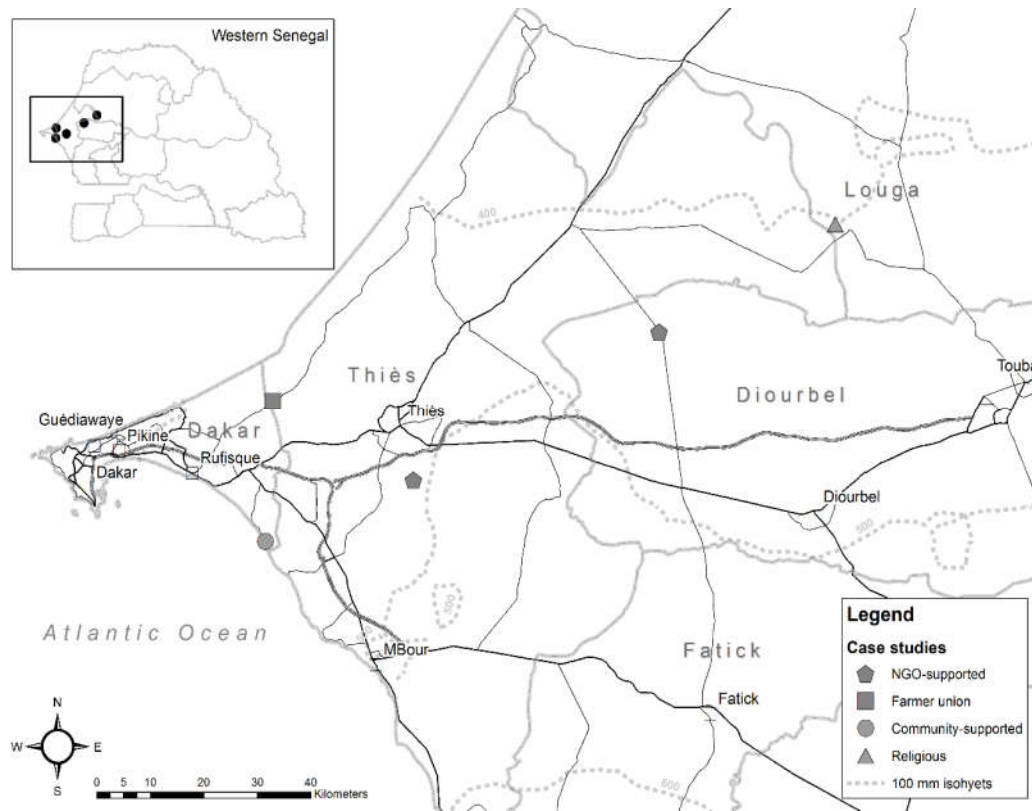 Western Senegal
Louga
400
Touba
Thiès
Diourbel
Guèdiawaye
Thiès
Dakar
Pikine
Rufisque
Dakar
Diourbel
500
500
Atlantic Ocean
MBour
Fatick
Fatick
600
N
W E
S
0 5 10 20 30 40
Kilometers
Legend
Case studies
NGO-supported
Farmer union
Community-supported
Religious
100 mm isohyets